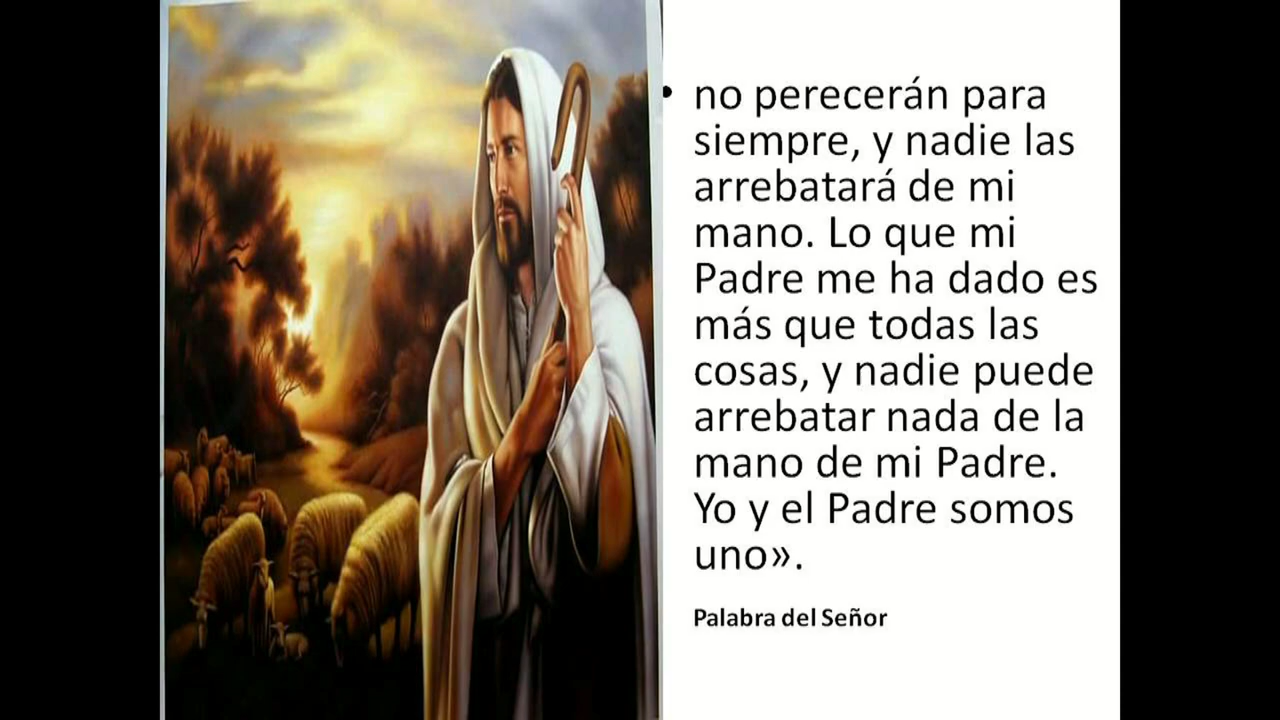 • no perecerán para
siempre, y nadie las
arrebatará de mi
mano. Lo que mi
Padre me ha dado es
más que todas las
cosas, y nadie puede
arrebatar nada de la
mano de mi Padre.
Yo y el Padre somos
uno».
Palabra del Señor